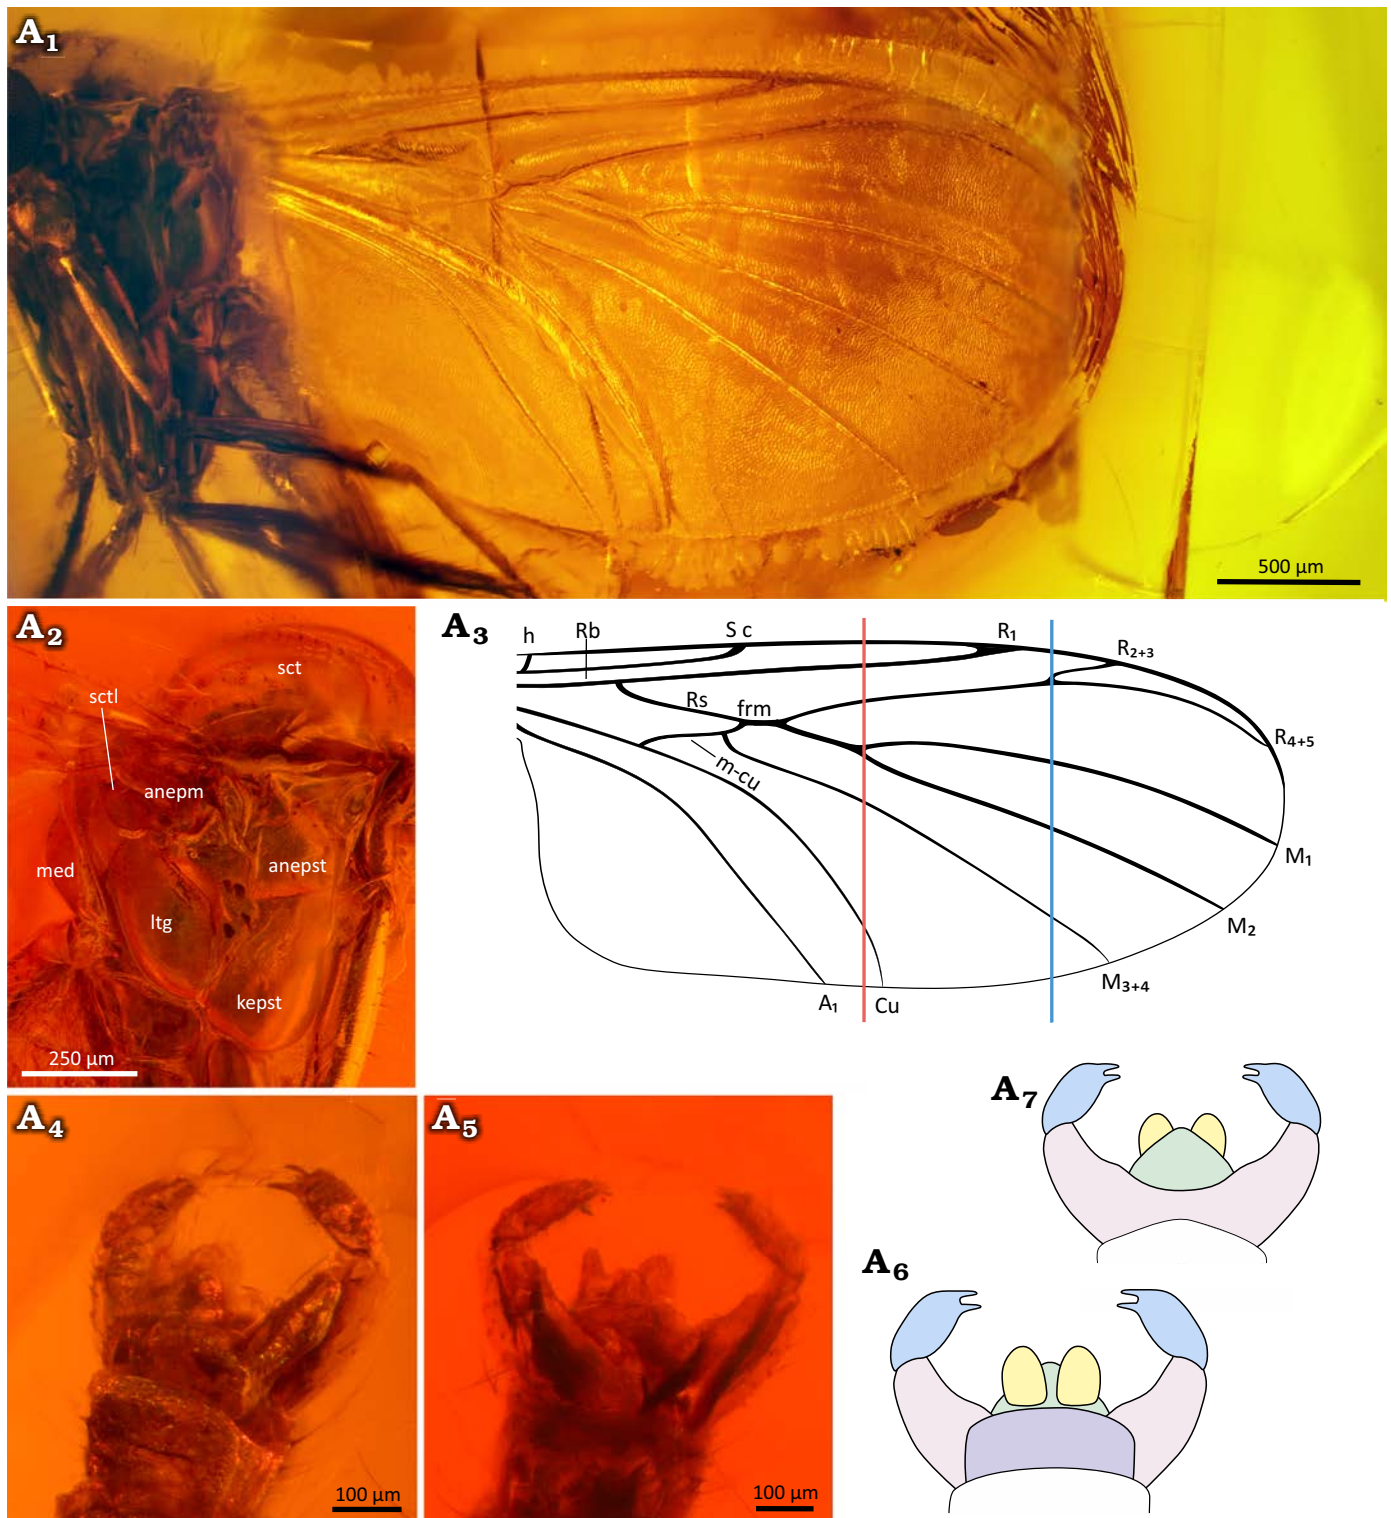 A1
500 µm
A2
sct
sctl
anepm
med
anepst
ltg
kepst
250 µm
A3
h Rb S c R1 R2+3
Rs frm
R4+5
m-cu
M1
M2
M3+4
A1 Cu
A4
100 µm
A5
100 µm
A7
A6